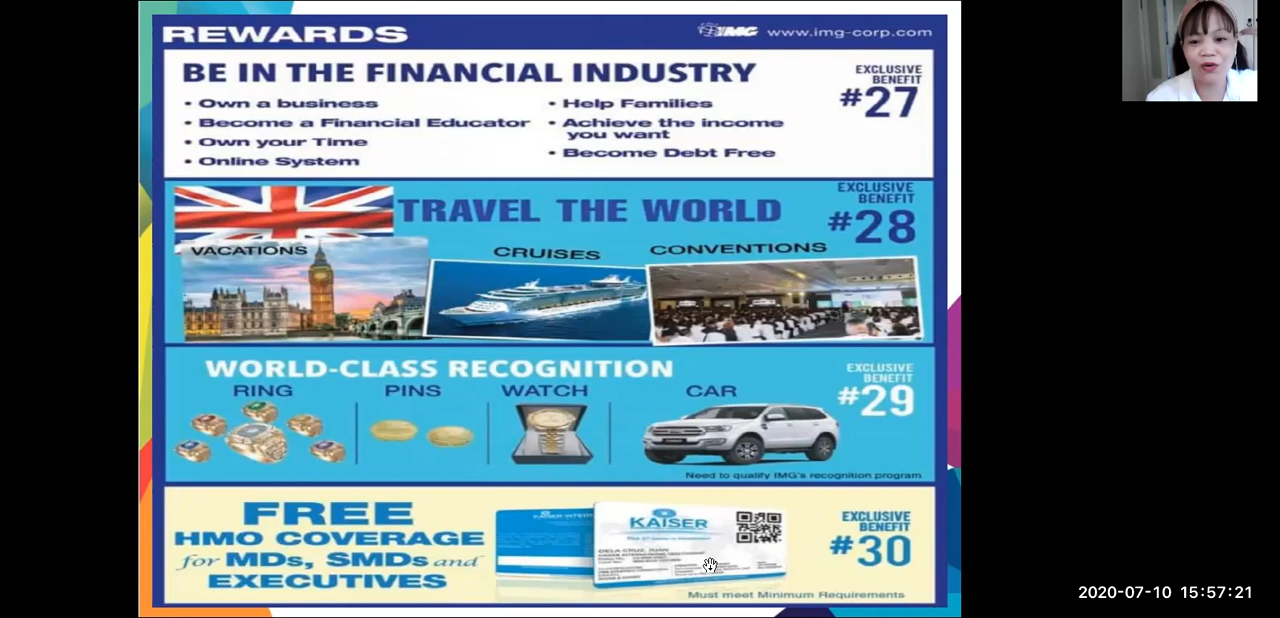 REWARDS
IMG www.img-corp.com
BE IN THE FINANCIAL INDUSTRY
EXCLUSIVE
BENEFIT
#27
• Own a business
• Become a Financial Educator
• Own your Time
• Online System
• Help Families
• Achieve the income
you want
• Become Debt Free
TRAVEL THE WORLD
EXCLUSIVE
BENEFIT
#28
VACATIONS
CRUISES
CONVENTIONS
WORLD-CLASS RECOGNITION
EXCLUSIVE
BENEFIT
#29
RING
PINS
WATCH
CAR
Need to qualify IMG's recognition program
FREE
HMO COVERAGE
for MDs, SMDs and
EXECUTIVES
KAISER
DELA CRUZ, JUAN
EXCLUSIVE
BENEFIT
#30
Must meet Minimum Requirements
2020-07-10 15:57:21